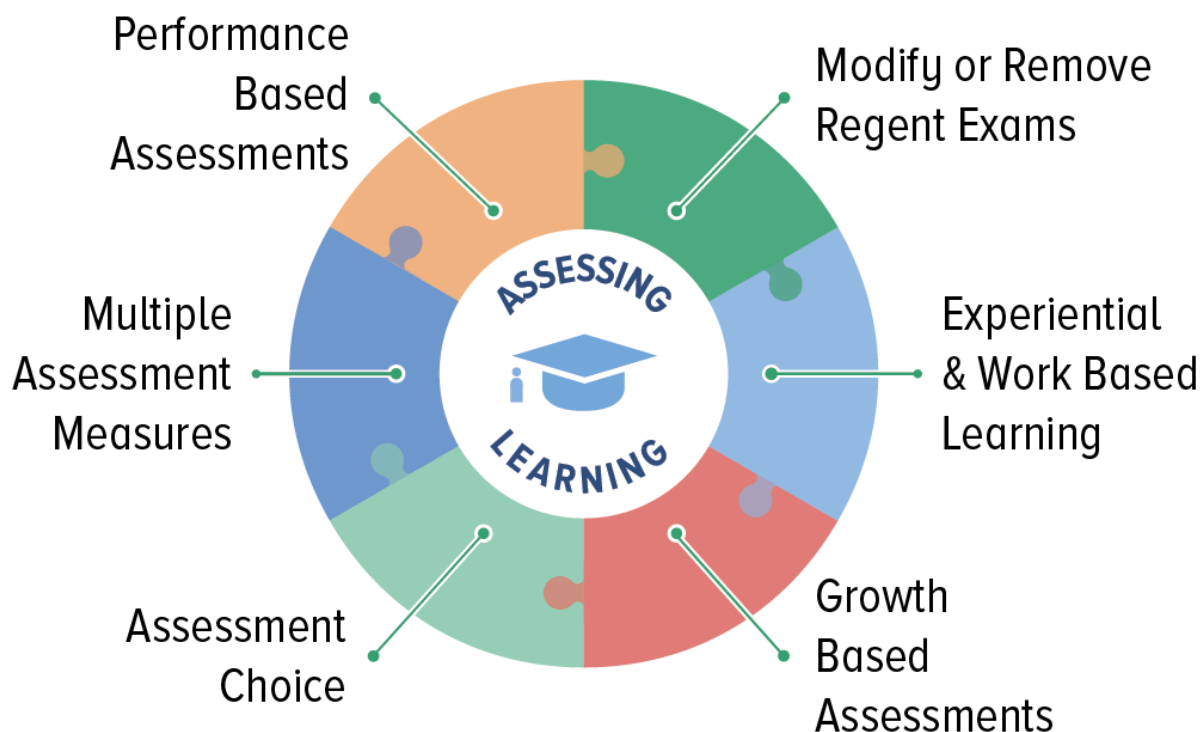 Performance
Based
Assessments
Modify or Remove
Regent Exams
Multiple
Assessment
Measures
ASSESSING
LEARNING
Experiential
& Work Based
Learning
Assessment
Choice
Growth
Based
Assessments